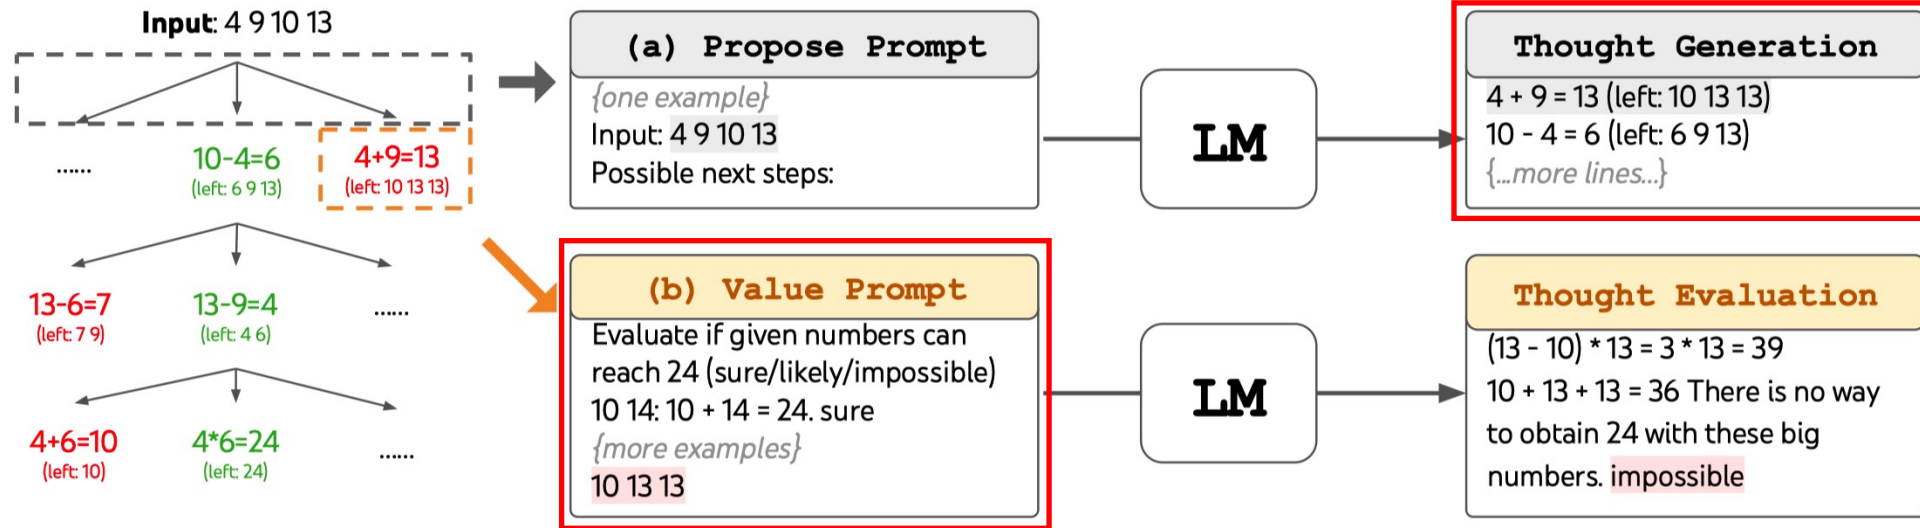 Input: 4 9 10 13
......
10-4=6
(left: 6 9 13)
4+9=13
(left: 10 13 13)
13-6=7
(left: 7 9)
13-9=4
(left: 4 6)
......
4+6=10
(left: 10)
4*6=24
(left: 24)
......
(a) Propose Prompt
{one example}
Input: 4 9 10 13
Possible next steps:
LM
Thought Generation
4 + 9 = 13 (left: 10 13 13)
10 - 4 = 6 (left: 6 9 13)
{...more lines...}
(b) Value Prompt
Evaluate if given numbers can
reach 24 (sure/likely/impossible)
10 14: 10 + 14 = 24. sure
{more examples}
10 13 13
LM
Thought Evaluation
(13 - 10) * 13 = 3 * 13 = 39
10 + 13 + 13 = 36 There is no way
to obtain 24 with these big
numbers. impossible